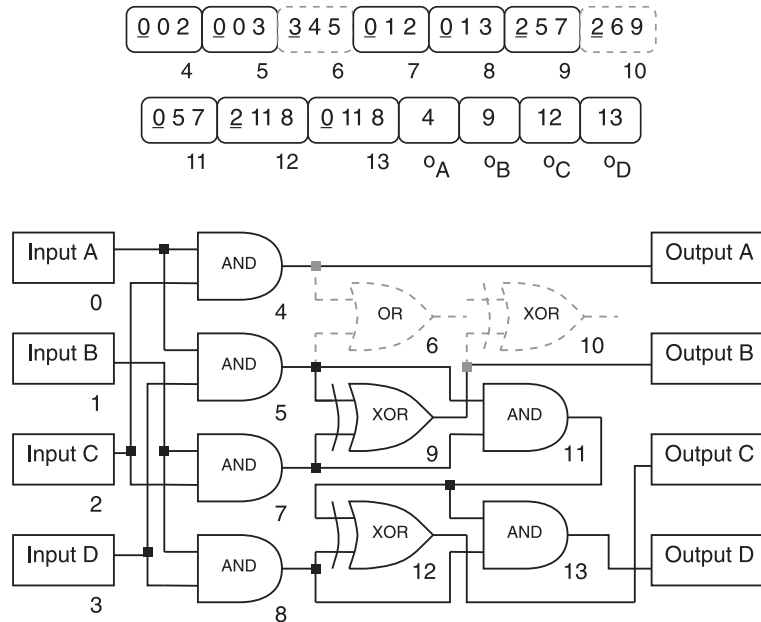 0 0 2 0 0 3 3 4 5 0 1 2 0 1 3 2 5 7 2 6 9
4 5 6 7 8 9 10
0 5 7 2 11 8 0 11 8 4 9 12 13
11 12 13 oA oB oC oD
Input A AND Output A
0 4 OR XOR
6 10
Input B AND Output B
1 5 XOR AND
9 11
Input C AND Output C
2 7
XOR AND
Input D AND 12 13 Output D
3 8